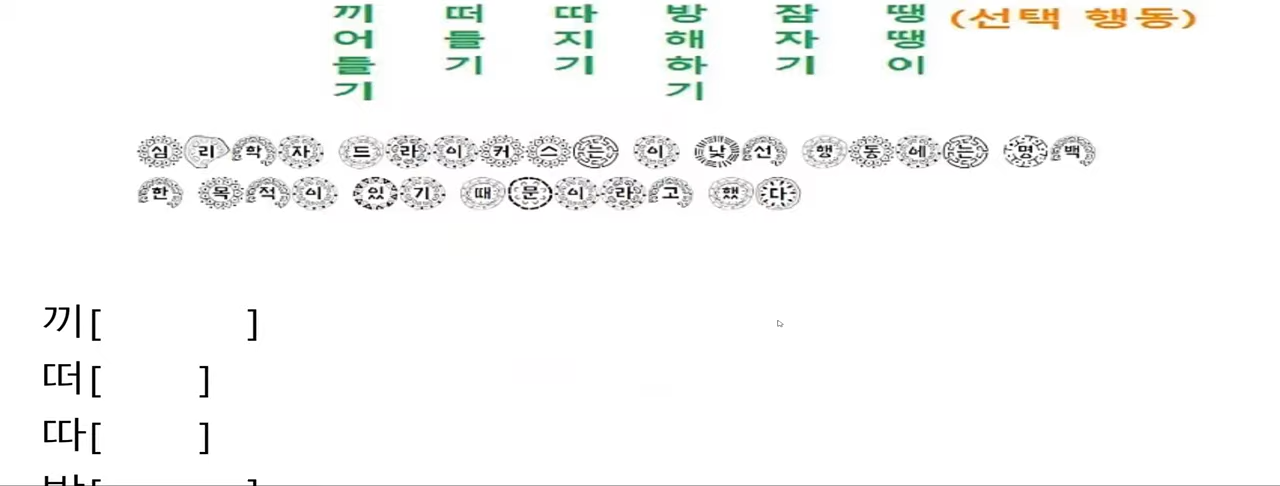 끼어들기
떠들기
따지기
방해하기
잠자기
땡땡이
(선택 행동)
심리학자 드라이커스는 이 낯선 행동에는 명백
한 목적이 있기 때문이라고 했다
끼[ ]
떠[ ]
따[ ]